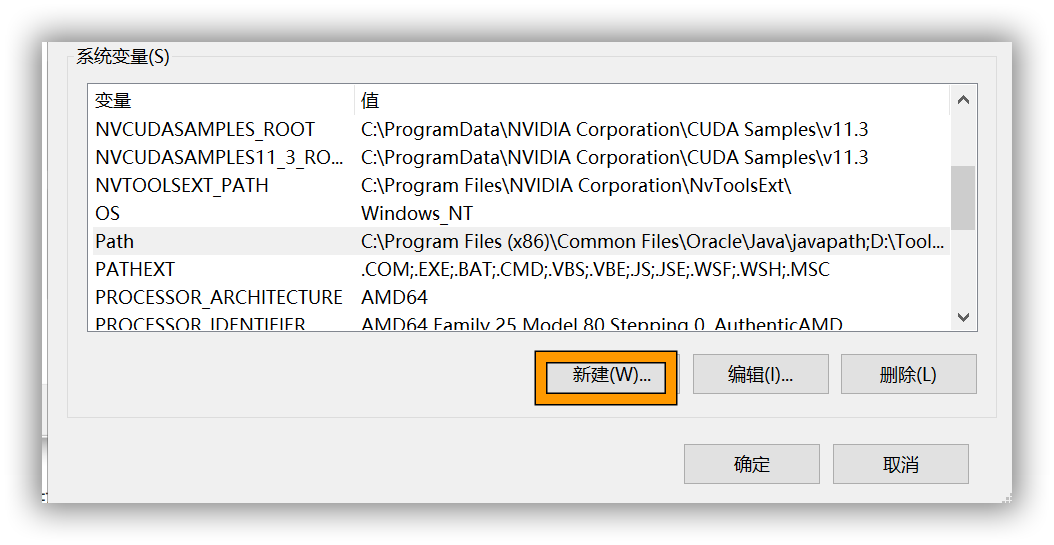 系统变量(S)
变量 值
NVCUDASAMPLES_ROOT C:\ProgramData\NVIDIA Corporation\CUDA Samples\v11.3
NVCUDASAMPLES11_3_RO... C:\ProgramData\NVIDIA Corporation\CUDA Samples\v11.3
NVTOOLSEXT_PATH C:\Program Files\NVIDIA Corporation\NvToolsExt\
OS Windows_NT
Path C:\Program Files (x86)\Common Files\Oracle\Java\javapath;D:\Tool...
PATHEXT .COM;.EXE;.BAT;.CMD;.VBS;.VBE;.JS;.JSE;.WSF;.WSH;.MSC
PROCESSOR_ARCHITECTURE AMD64
PROCESSOR_IDENTIFIER AMD64 Family 25 Model 80 Stepping 0, AuthenticAMD
新建(W)... 编辑(I)... 删除(L)
确定 取消